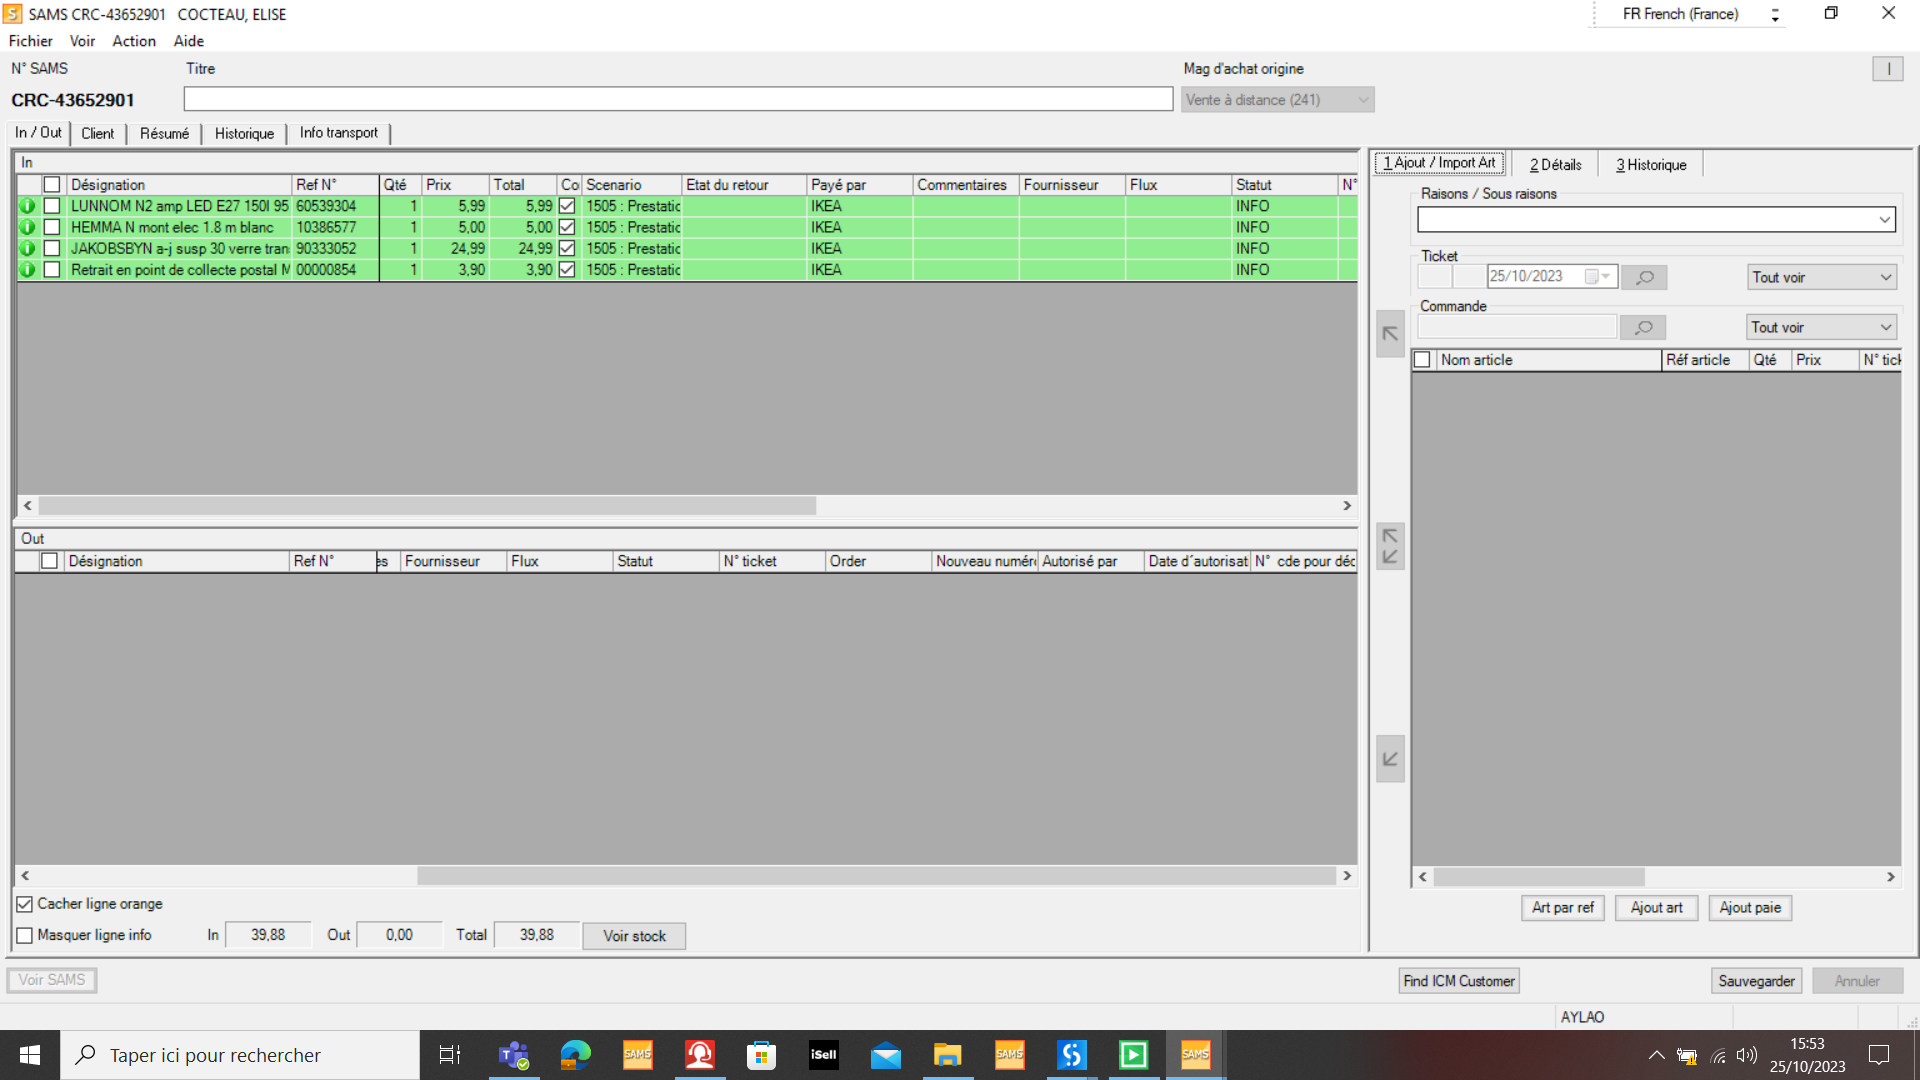 SAMS CRC-43652901 COCTEAU, ELISE FR French (France)
Fichier Voir Action Aide
N° SAMS Titre Mag d'achat origine
CRC-43652901 Vente à distance (241)
In / Out Client Résumé Historique Info transport
In
Désignation Ref N° Qté Prix Total Co Scenario Etat du retour Payé par Commentaires Fournisseur Flux Statut N°
LUNNOM N2 amp LED E27 150l 95 60539304 1 5,99 5,99 1505 : Prestatic IKEA INFO
HEMMA N mont elec 1.8 m blanc 10386577 1 5,00 5,00 1505 : Prestatic IKEA INFO
JAKOBSBYN a-j susp 30 verre tran 90333052 1 24,99 24,99 1505 : Prestatic IKEA INFO
Retrait en point de collecte postal M 00000854 1 3,90 3,90 1505 : Prestatic IKEA INFO
Out
Désignation Ref N° es Fournisseur Flux Statut N° ticket Order Nouveau numéro Autorisé par Date d´autorisat N° cde pour déc
Cacher ligne orange
Masquer ligne info In 39,88 Out 0,00 Total 39,88 Voir stock
1 Ajout / Import Art 2 Détails 3 Historique
Raisons / Sous raisons
Ticket
25/10/2023 Tout voir
Commande
Tout voir
Nom article Réf article Qté Prix N° tick
Art par ref Ajout art Ajout paie
Voir SAMS Find ICM Customer Sauvegarder Annuler
AYLAO
Taper ici pour rechercher SAMS iSell SAMS SAMS 15:53
25/10/2023